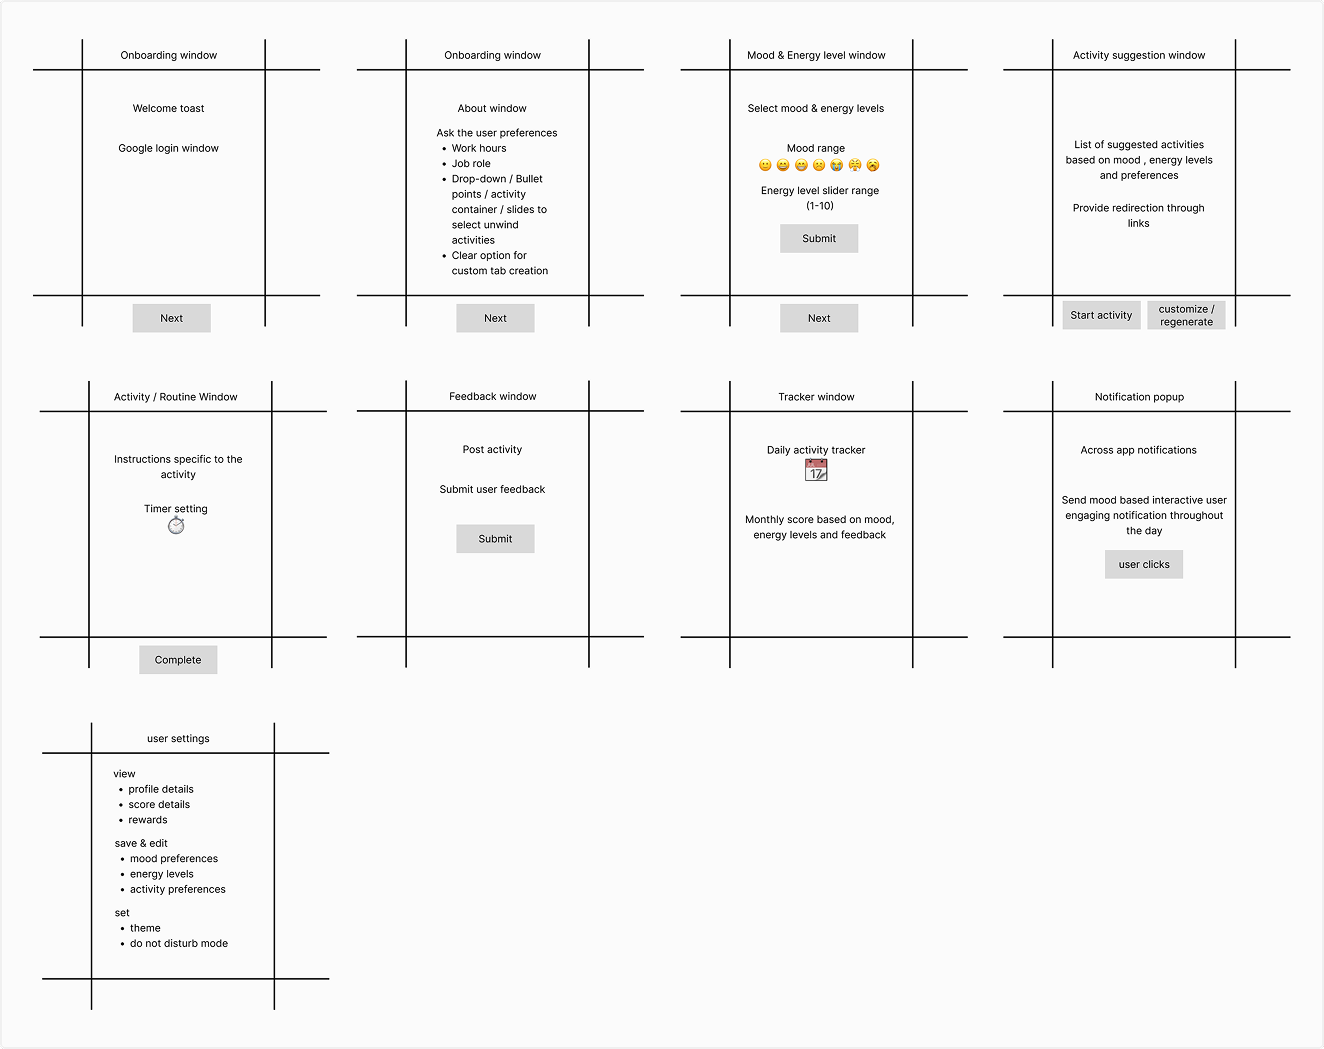 Onboarding window
Welcome toast
Google login window
Next
Onboarding window
About window
Ask the user preferences
• Work hours
• Job role
• Drop-down / Bullet
points / activity
container / slides to
select unwind
activities
• Clear option for
custom tab creation
Next
Mood & Energy level window
Select mood & energy levels
Mood range
Energy level slider range
(1-10)
Submit
Next
Activity suggestion window
List of suggested activities
based on mood , energy levels
and preferences
Provide redirection through
links
Start activity
customize /
regenerate
Activity / Routine Window
Instructions specific to the
activity
Timer setting
Complete
Feedback window
Post activity
Submit user feedback
Submit
Tracker window
Daily activity tracker
17
Monthly score based on mood,
energy levels and feedback
Notification popup
Across app notifications
Send mood based interactive user
engaging notification throughout
the day
user clicks
user settings
view
• profile details
• score details
• rewards
save & edit
• mood preferences
• energy levels
• activity preferences
set
• theme
• do not disturb mode